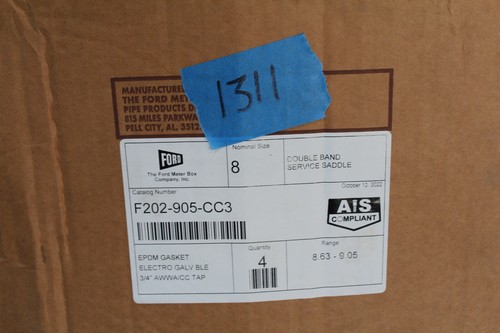 MANUFACTURE
THE FORD METE
PIPE PRODUCTS D
815 MILES PARKWA
PELL CITY, AL, 3512
1311
FORD
The Ford Meter Box
Company, Inc.
Nominal Size
8
DOUBLE BAND
SERVICE SADDLE
Catalog Number
F202-905-CC3
October 12, 2022
AIS
COMPLIANT
EPDM GASKET
ELECTRO GALV BLE
3/4" AWWA/CC TAP
Quantity
4
Range
8.63 - 9.05